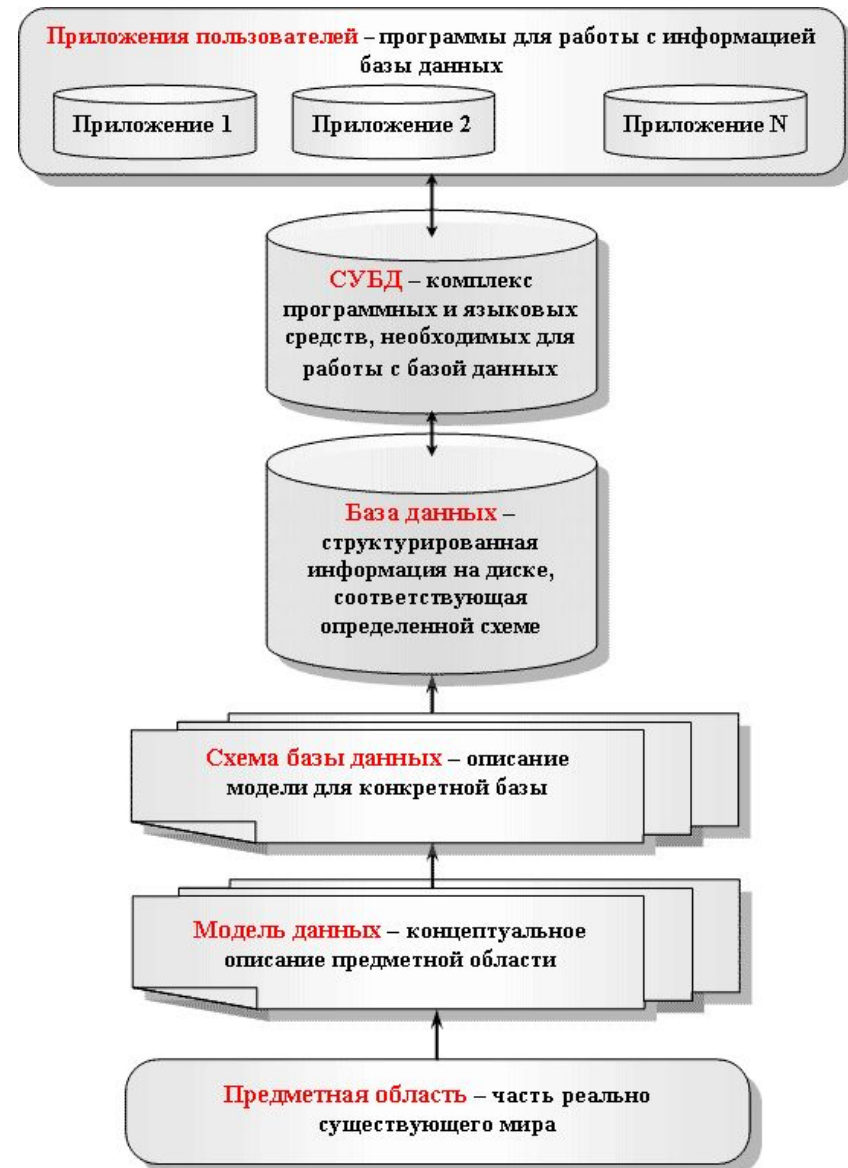 Приложения пользователей – программы для работы с информацией
базы данных
Приложение 1
Приложение 2
Приложение N
СУБД – комплекс
программных и языковых
средств, необходимых для
работы с базой данных
База данных –
структурированная
информация на диске,
соответствующая
определенной схеме
Схема базы данных – описание
модели для конкретной базы
Модель данных – концептуальное
описание предметной области
Предметная область – часть реально
существующего мира